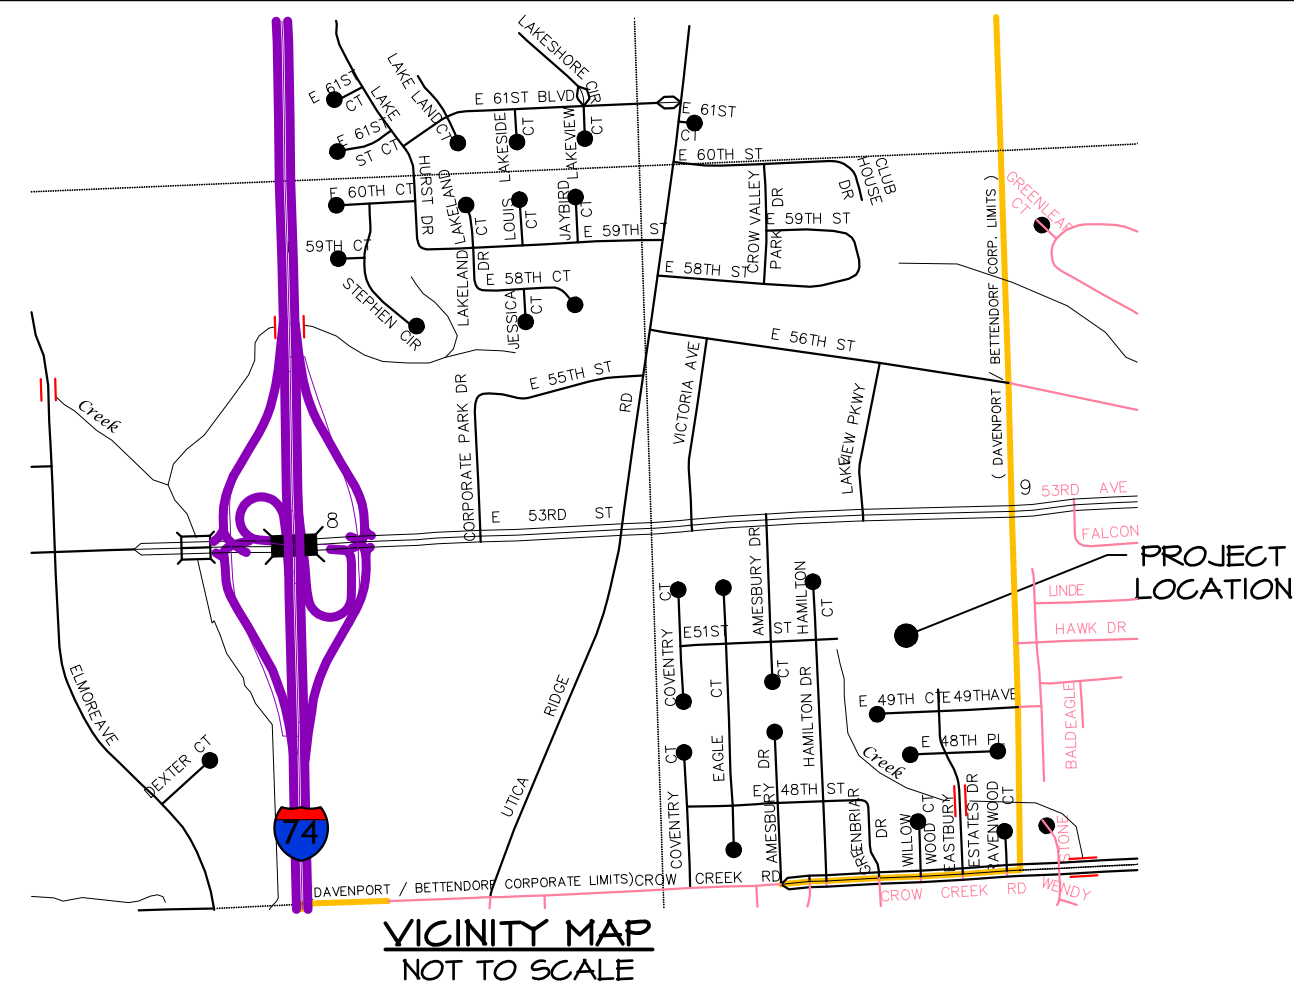 LAKESHORE CIR
E 61ST CT
LAKE
LAKE LAND CT
E 61ST BLVD
E 61ST CT
E 61ST ST CT
LAKESIDE CT
LAKEVIEW CT
E 60TH ST
CLUB HOUSE DR
E 60TH CT
HURST DR
LAKELAND CT
LOUIS CT
JAYBIRD CT
CROW VALLEY PARK DR
E 59TH ST
GREENLEAF CT
59TH CT
E 59TH ST
LAKELAND DR
E 58TH CT
E 58TH ST
STEPHEN CIR
JESSICA CT
( DAVENPORT / BETTENDORF CORP. LIMITS )
E 56TH ST
VICTORIA AVE
E 55TH ST
CORPORATE PARK DR
RD
LAKEVIEW PKWY
Creek
8
E 53RD ST
9
53RD AVE
FALCON
PROJECT
LOCATION
AMESBURY DR
HAMILTON CT
COVENTRY CT
E51ST ST
LINDE
HAWK DR
ELMORE AVE
RIDGE
EAGLE CT
CT
HAMILTON DR
E 49TH CT
E 49TH AVE
BALD EAGLE
DEXTER CT
E 48TH PL
Creek
UTICA
COVENTRY CT
AMESBURY DR
E 48TH ST
GREENBRIAR DR
WILLOW WOOD CT
EASTBURY
ESTATES DR
RAVENWOOD CT
STONE
74
DAVENPORT / BETTENDORF CORPORATE LIMITS)
CROW CREEK RD
CROW CREEK RD
WENDY
VICINITY MAP
NOT TO SCALE